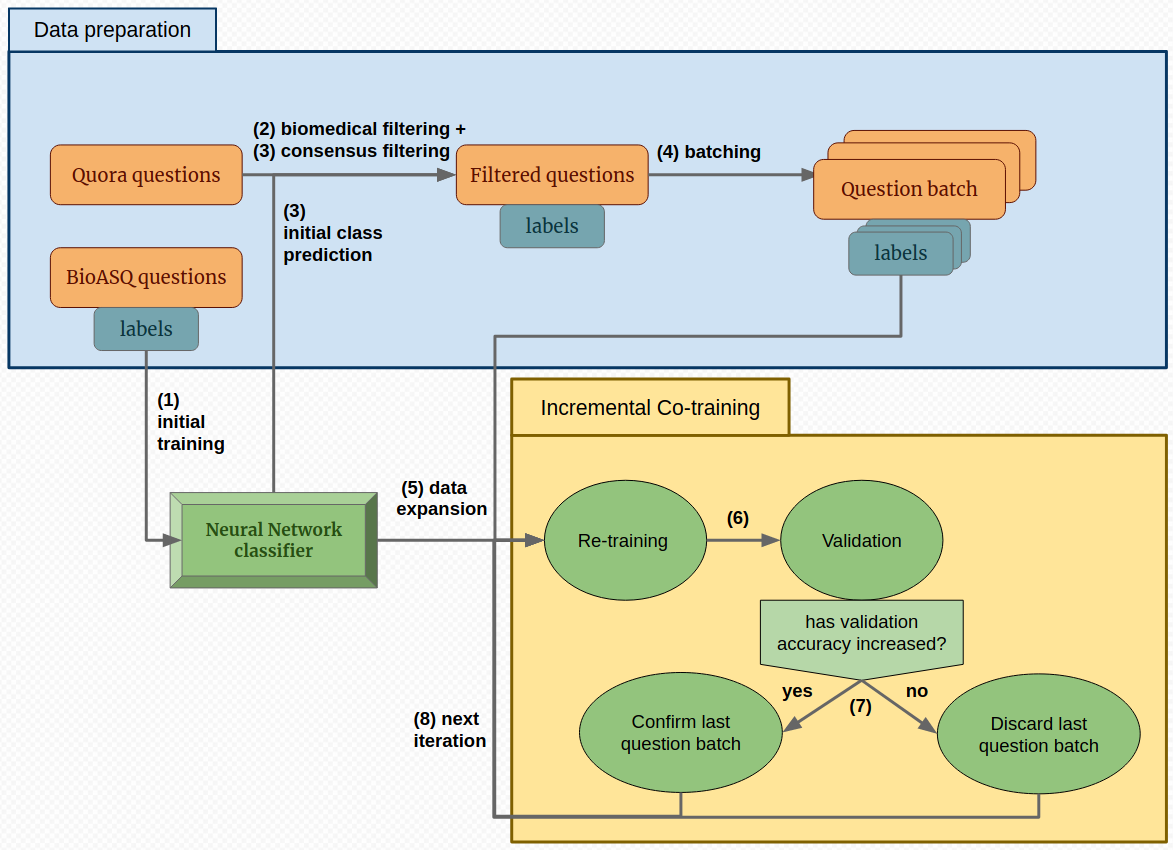 Data preparation
(2) biomedical filtering +
(3) consensus filtering
(4) batching
Quora questions
Filtered questions
Question batch
labels
(3)
initial class
prediction
labels
BioASQ questions
labels
(1)
initial
training
Incremental Co-training
(5) data
expansion
Neural Network
classifier
Re-training
(6)
Validation
has validation
accuracy increased?
yes
no
(7)
(8) next
iteration
Confirm last
question batch
Discard last
question batch